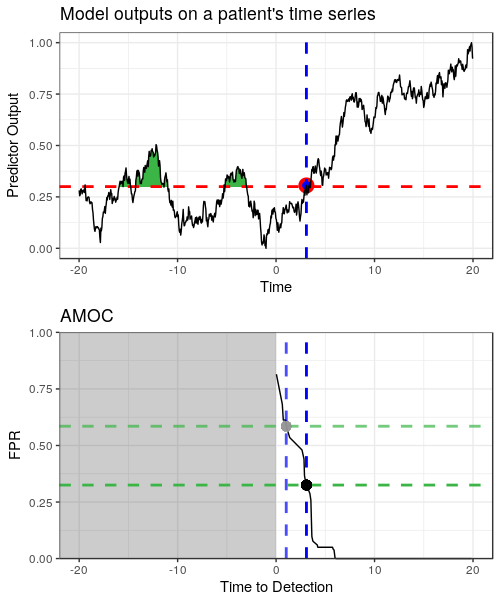 Model outputs on a patient's time series
1.00
0.75
0.50
0.25
0.00
Predictor Output
-20 -10 0 10 20
Time
AMOC
1.00
0.75
0.50
0.25
0.00
FPR
-20 -10 0 10 20
Time to Detection